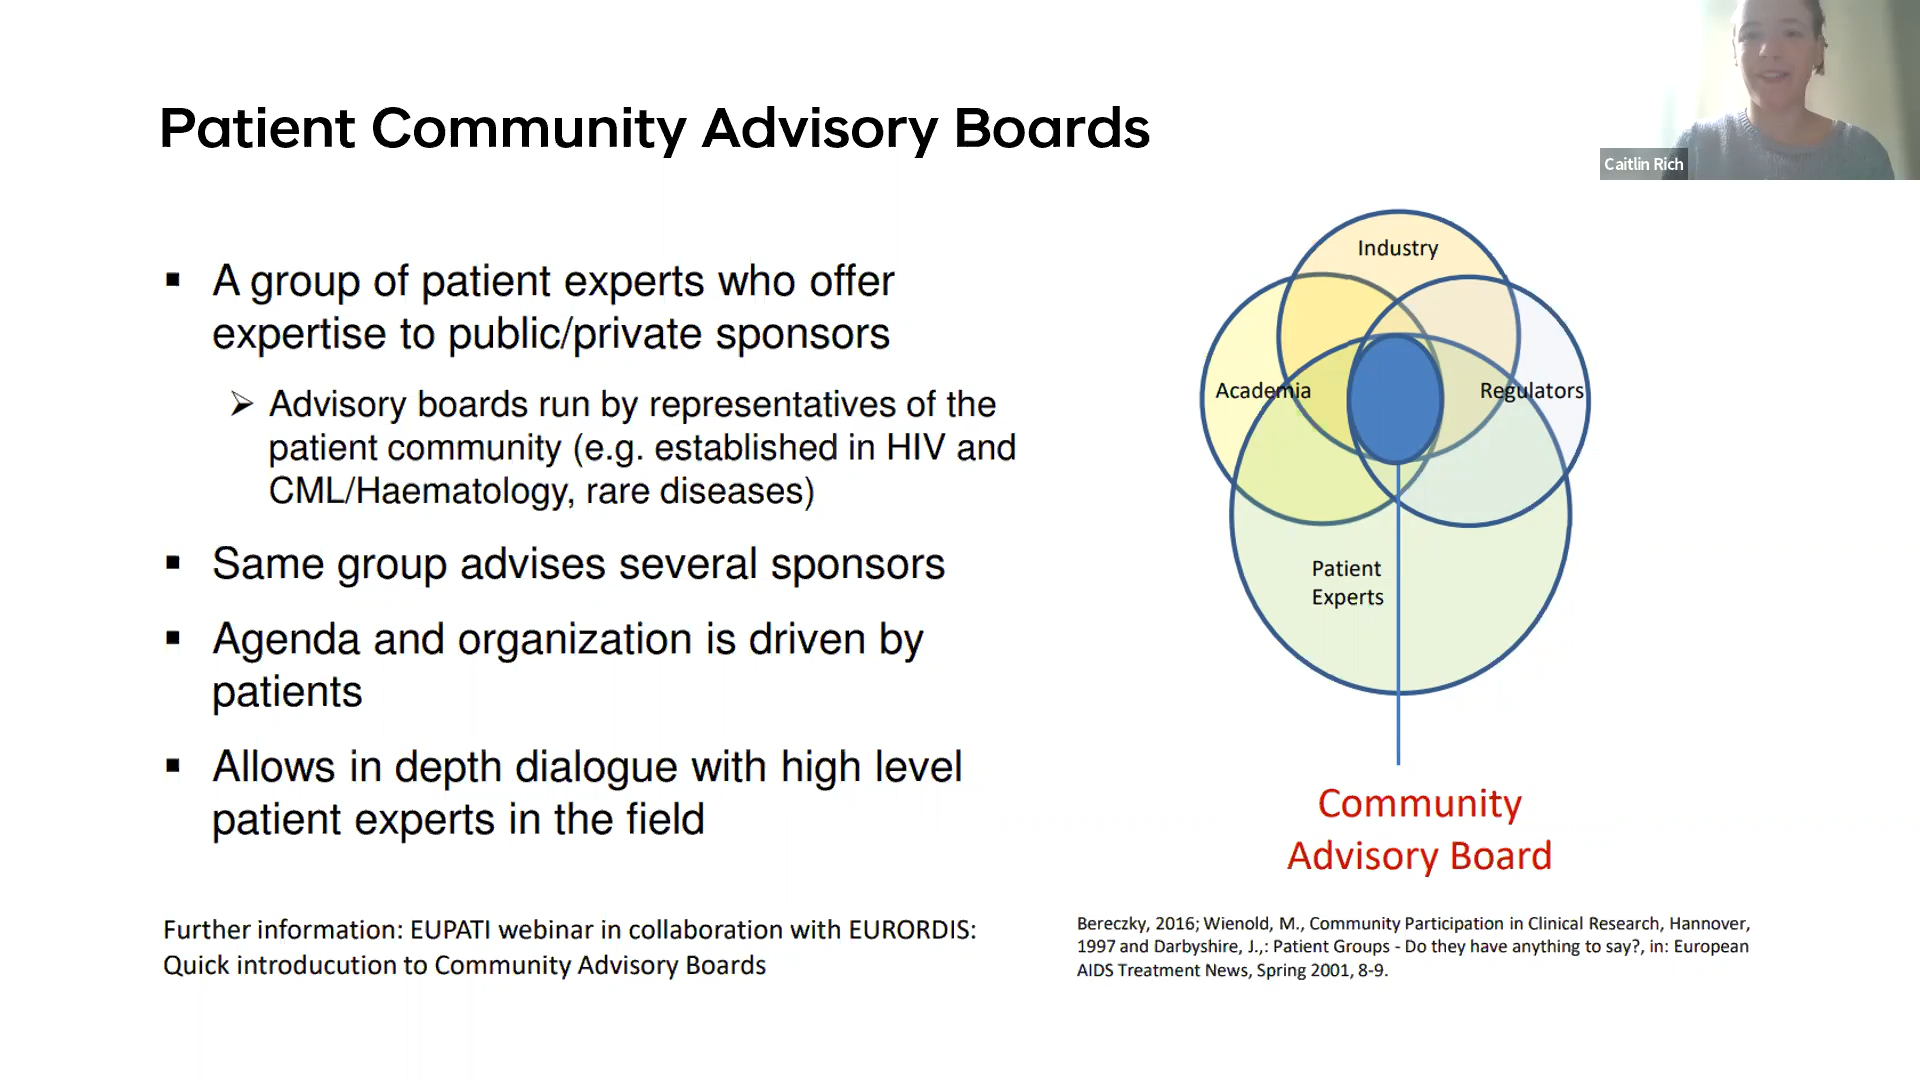 Patient Community Advisory Boards
Caitlin Rich
▪ A group of patient experts who offer
expertise to public/private sponsors
➢ Advisory boards run by representatives of the
patient community (e.g. established in HIV and
CML/Haematology, rare diseases)
▪ Same group advises several sponsors
▪ Agenda and organization is driven by
patients
▪ Allows in depth dialogue with high level
patient experts in the field
Industry
Academia
Regulators
Patient
Experts
Community
Advisory Board
Further information: EUPATI webinar in collaboration with EURORDIS:
Quick introducution to Community Advisory Boards
Bereczky, 2016; Wienold, M., Community Participation in Clinical Research, Hannover,
1997 and Darbyshire, J.,: Patient Groups - Do they have anything to say?, in: European
AIDS Treatment News, Spring 2001, 8-9.